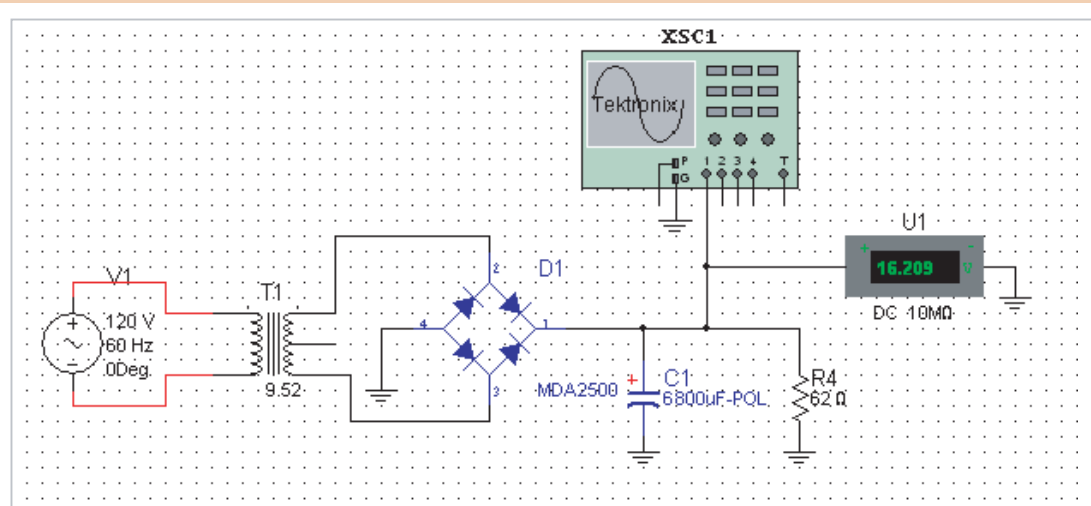 XSC1
Tektronix
P
G
1 2 3 4 T
U1
+ -
16.209 V
DC 10MΩ
V1
+
-
120 V
60 Hz
0Deg
T1
9.52
2
D1
4
1
3
MDA2500
+
C1
6800uF-POL
R4
62 Ω